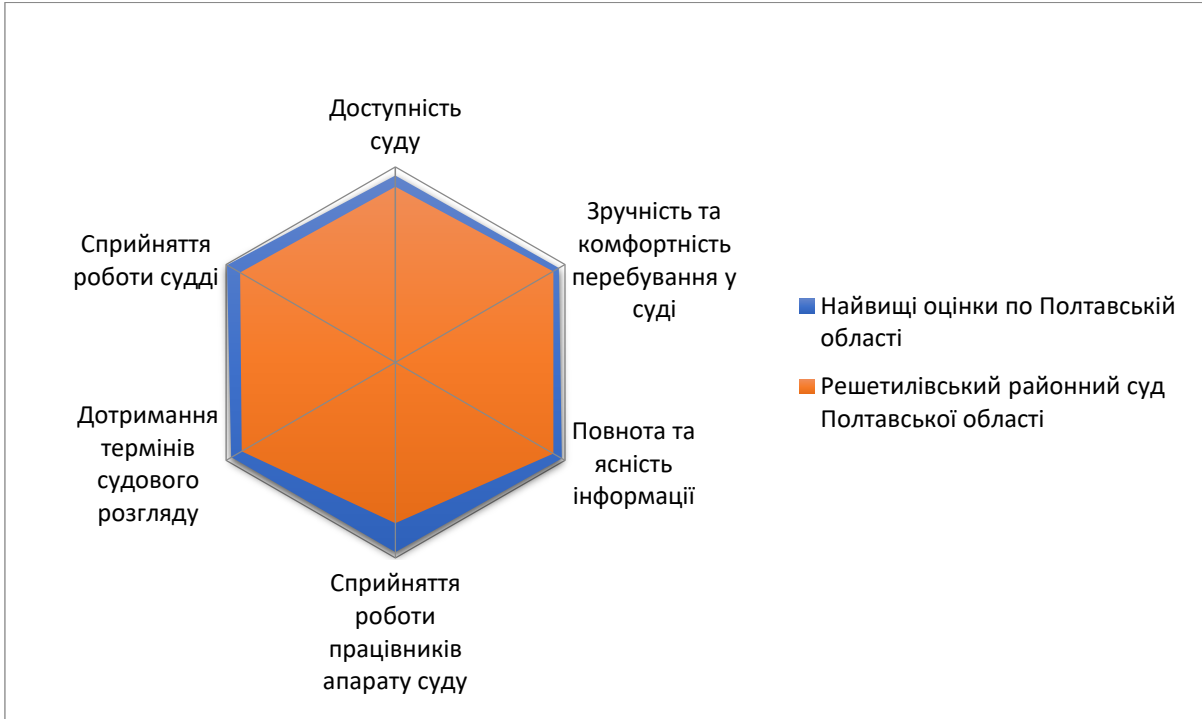 Доступність
суду
Зручність та
комфортність
перебування у
суді
Повнота та
ясність
інформації
Сприйняття
роботи
працівників
апарату суду
Дотримання
термінів
судового
розгляду
Сприйняття
роботи судді
Найвищі оцінки по Полтавській
області
Решетилівський районний суд
Полтавської області